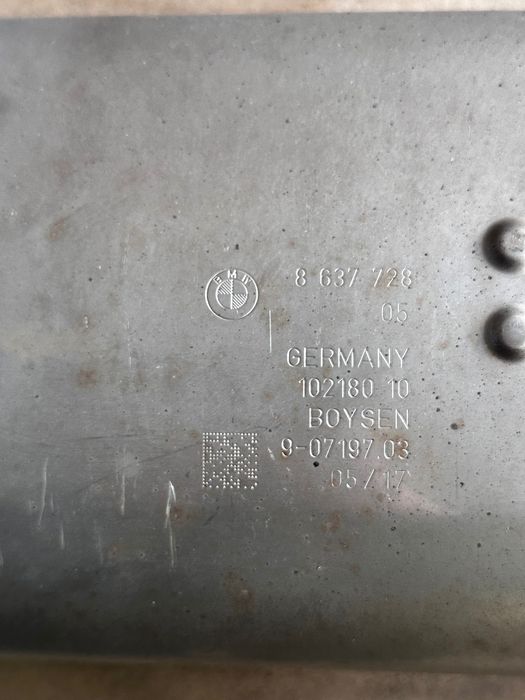 BMW
8 637 728
05
GERMANY
102180-10
BOYSEN
9-07197.03
05/17